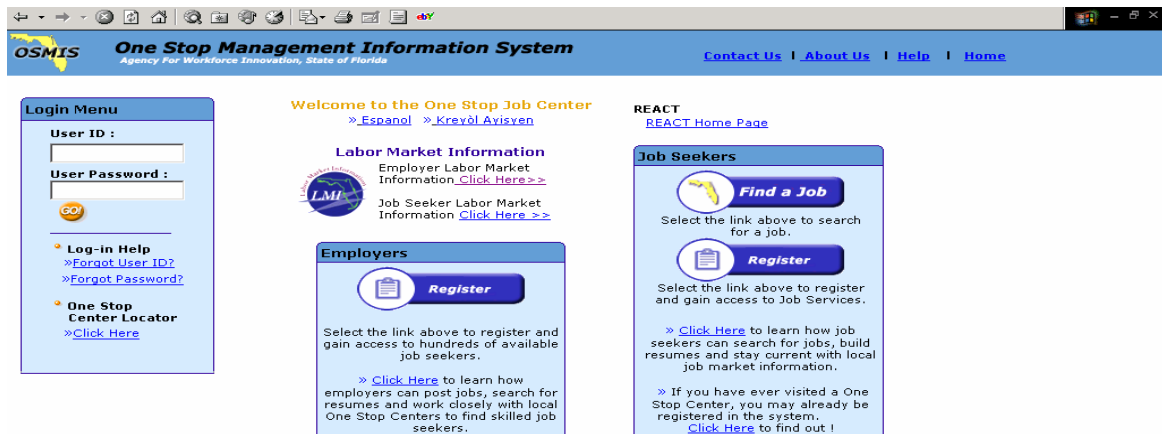 ebY
OSMIS
One Stop Management Information System
Agency For Workforce Innovation, State of Florida
Contact Us | About Us | Help | Home
Login Menu
User ID :
User Password :
GO!
Log-in Help
»Forgot User ID?
»Forgot Password?
One Stop
Center Locator
»Click Here
Welcome to the One Stop Job Center
» Espanol » Kreyòl Ayisyen
Labor Market Information
Labor Market Information
LMI
Employer Labor Market
Information Click Here>>
Job Seeker Labor Market
Information Click Here >>
Employers
Register
Select the link above to register and
gain access to hundreds of available
job seekers.
» Click Here to learn how
employers can post jobs, search for
resumes and work closely with local
One Stop Centers to find skilled job
seekers.
REACT
REACT Home Page
Job Seekers
Find a Job
Select the link above to search
for a job.
Register
Select the link above to register
and gain access to Job Services.
» Click Here to learn how job
seekers can search for jobs, build
resumes and stay current with local
job market information.
» If you have ever visited a One
Stop Center, you may already be
registered in the system.
Click Here to find out !